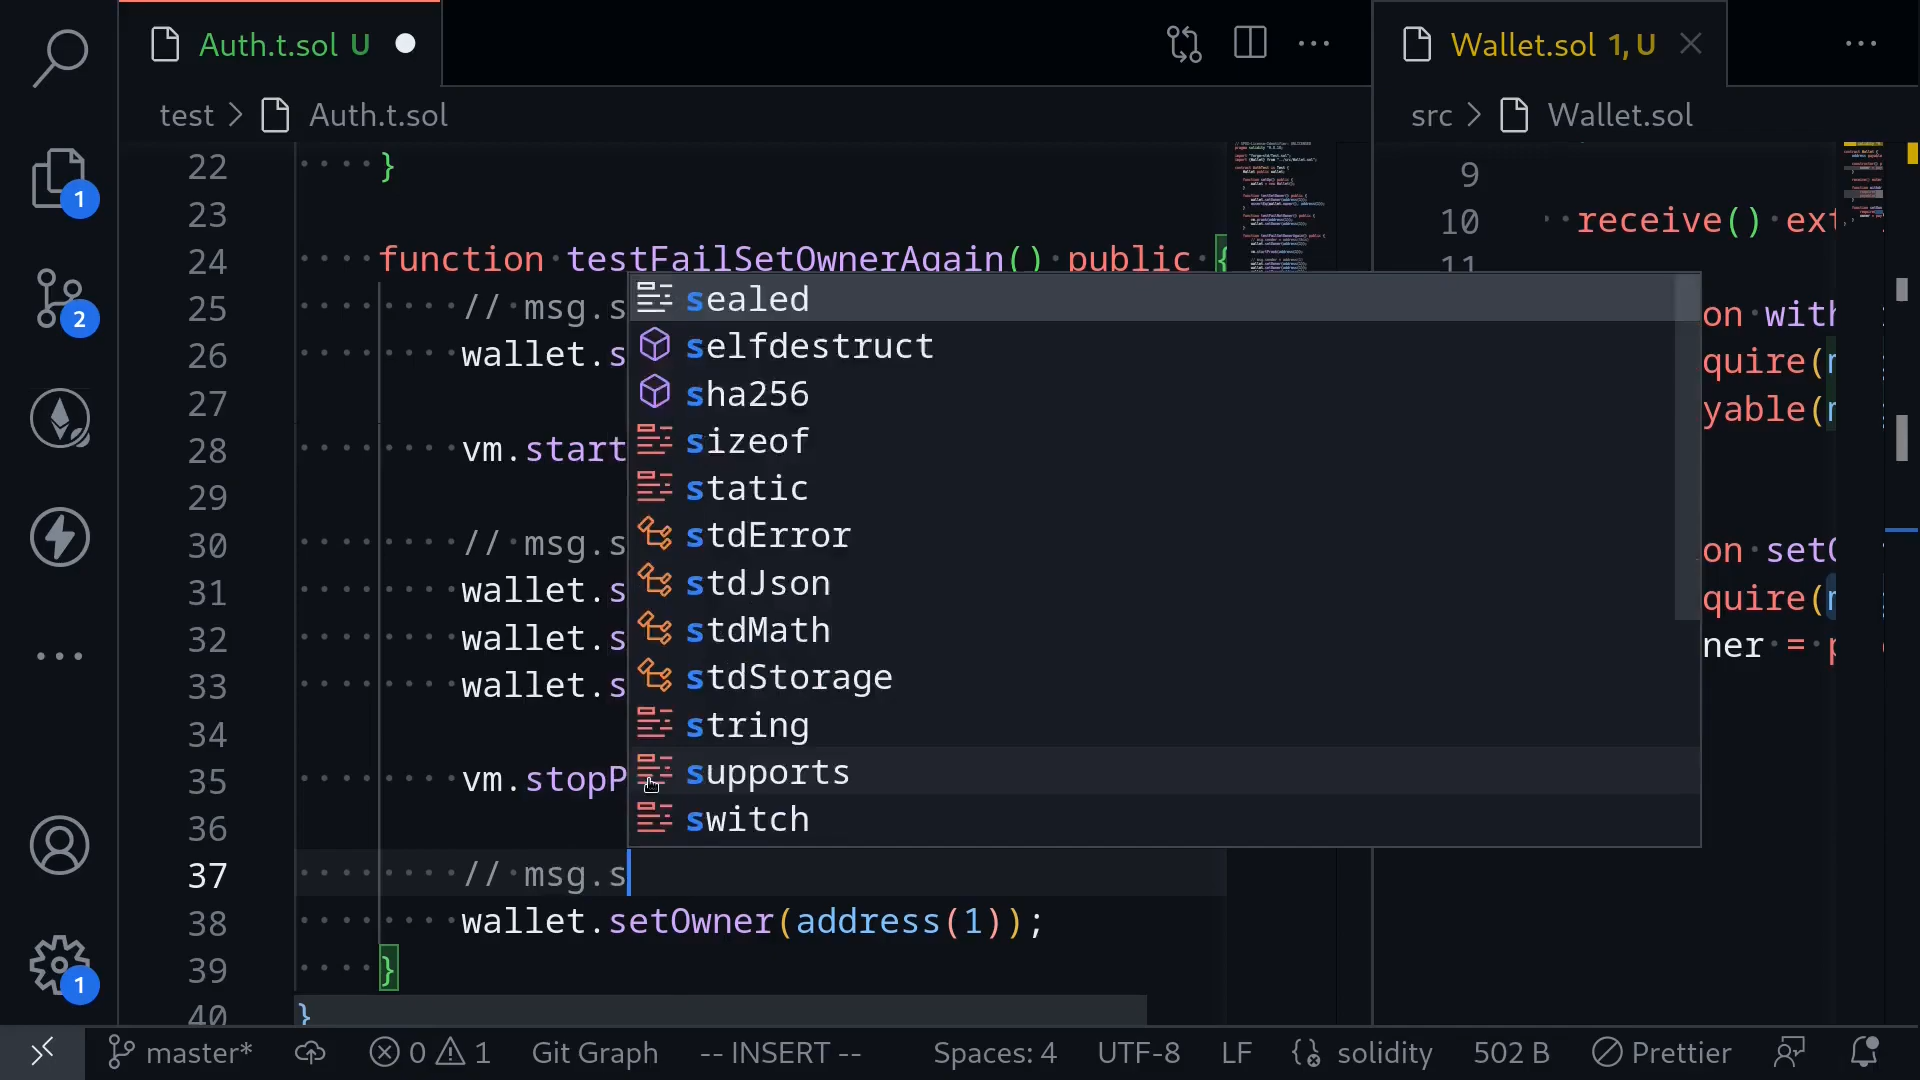 Auth.t.sol U
Wallet.sol 1, U
test > Auth.t.sol
src > Wallet.sol
1
2
1
22 }
23
24 function testFailSetOwnerAgain() public {
25 // msg.s
26 wallet.s
27
28 vm.start
29
30 // msg.s
31 wallet.s
32 wallet.s
33 wallet.s
34
35 vm.stopP
36
37 // msg.s
38 wallet.setOwner(address(1));
39 }
40 }
sealed
selfdestruct
sha256
sizeof
static
stdError
stdJson
stdMath
stdStorage
string
supports
switch
9
10 receive() ext
11
on with
quire(
yable(
on setO
quire(
ner = p
master* 0 1 Git Graph -- INSERT -- Spaces: 4 UTF-8 LF solidity 502 B Prettier